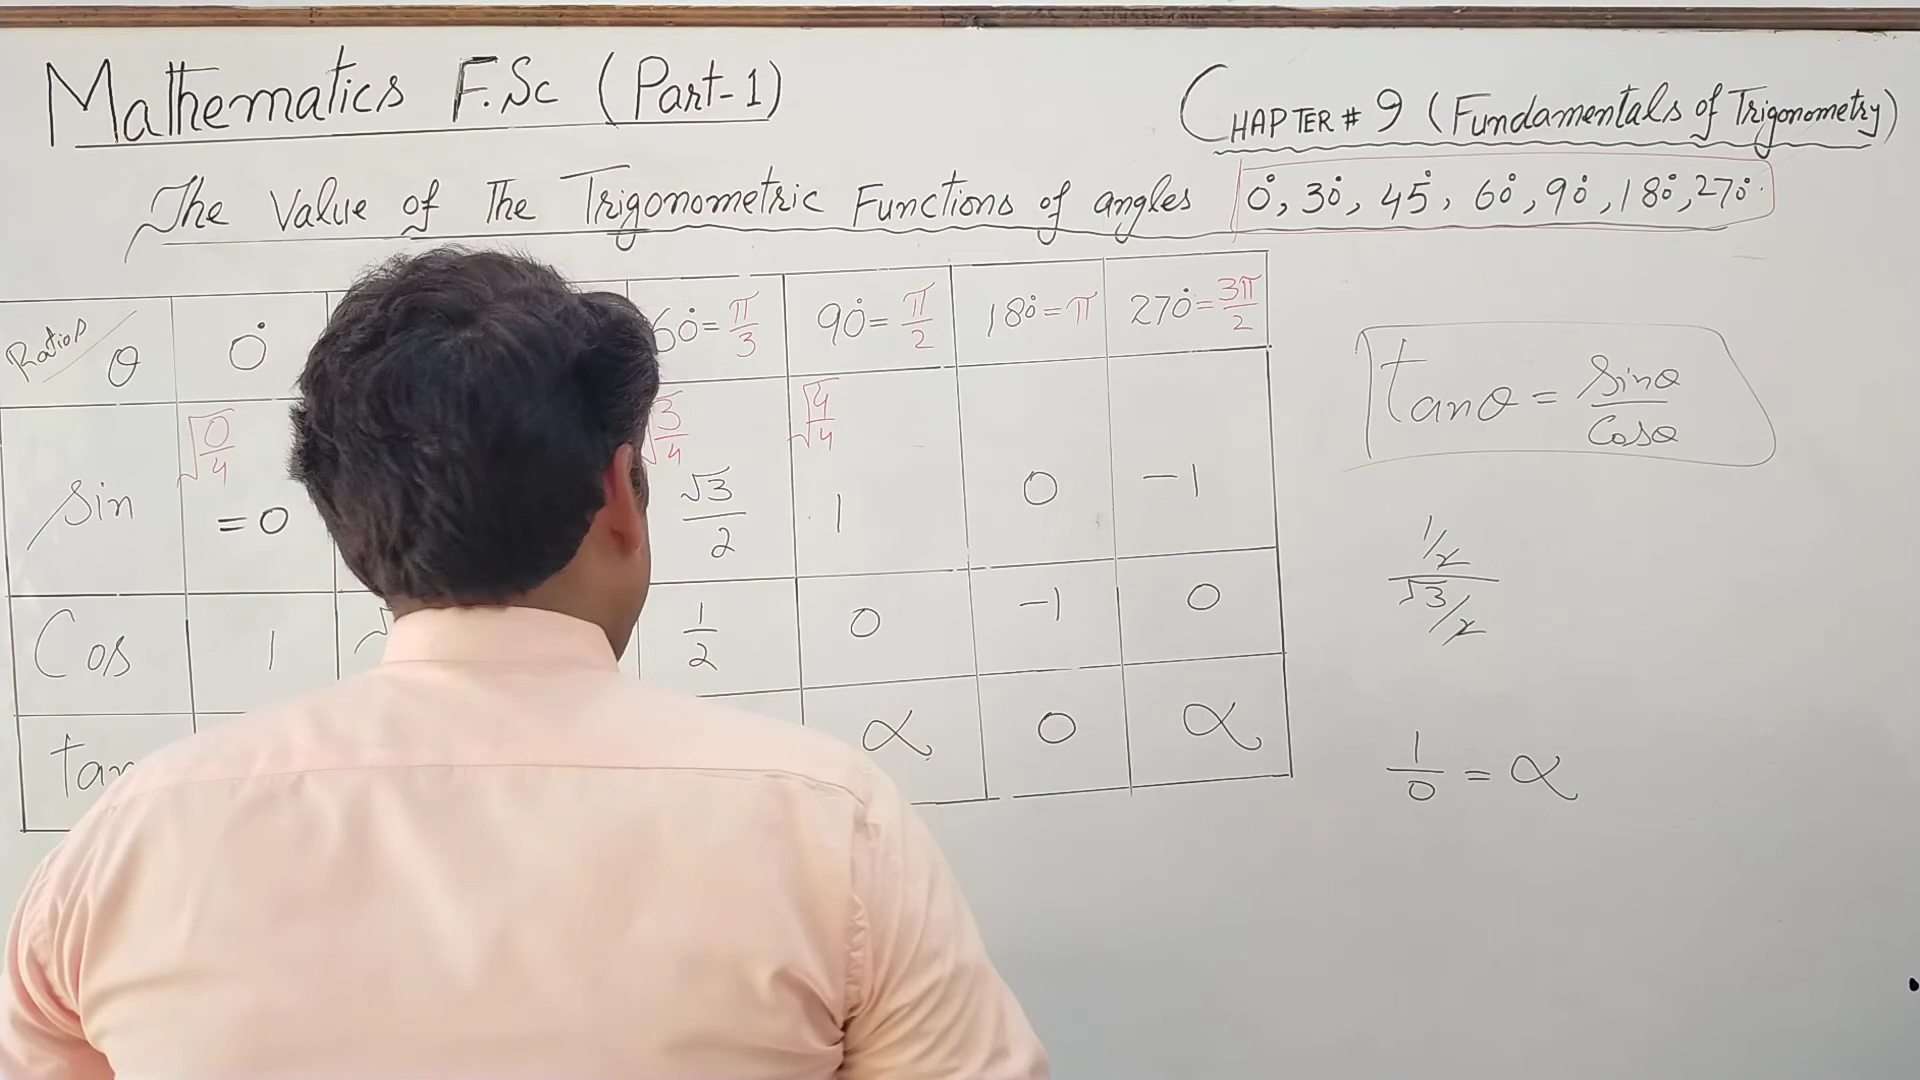 Mathematics F.Sc (Part-1)
CHAPTER # 9 (Fundamentals of Trigonometry)
The Value of The Trigonometric Functions of angles 0°, 30°, 45°, 60°, 90°, 180°, 270°.
Ratios θ 0° 60° = π/3 90° = π/2 180° = π 270° = 3π/2
√0/4 √3/4 √4/4
Sin = 0 √3/2 1 0 -1
Cos 1 √ 1/2 0 -1 0
tan ∝ 0 ∝
tanθ = Sinθ/Cosθ
1/2
√3/2
1/0 = ∝